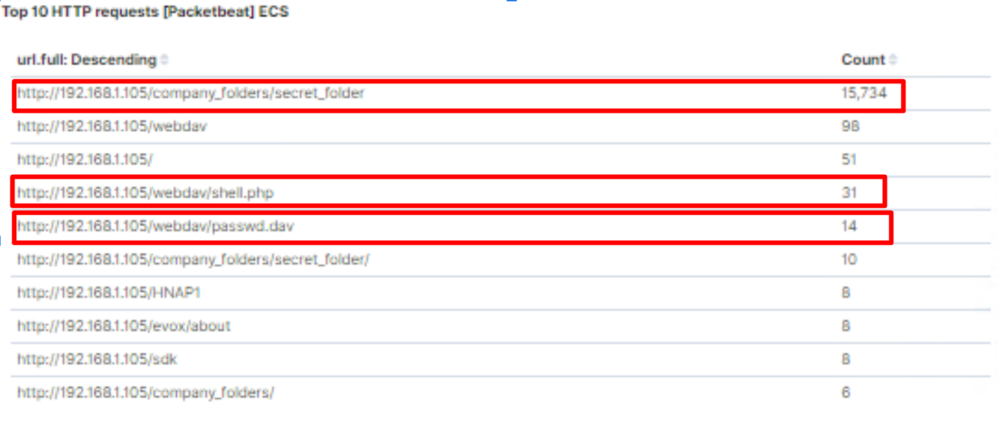 Top 10 HTTP requests [Packetbeat] ECS
url.full: Descending Count
http://192.168.1.105/company_folders/secret_folder 15,734
http://192.168.1.105/webdav 98
http://192.168.1.105/ 51
http://192.168.1.105/webdav/shell.php 31
http://192.168.1.105/webdav/passwd.dav 14
http://192.168.1.105/company_folders/secret_folder/ 10
http://192.168.1.105/HNAP1 8
http://192.168.1.105/evox/about 8
http://192.168.1.105/sdk 8
http://192.168.1.105/company_folders/ 6